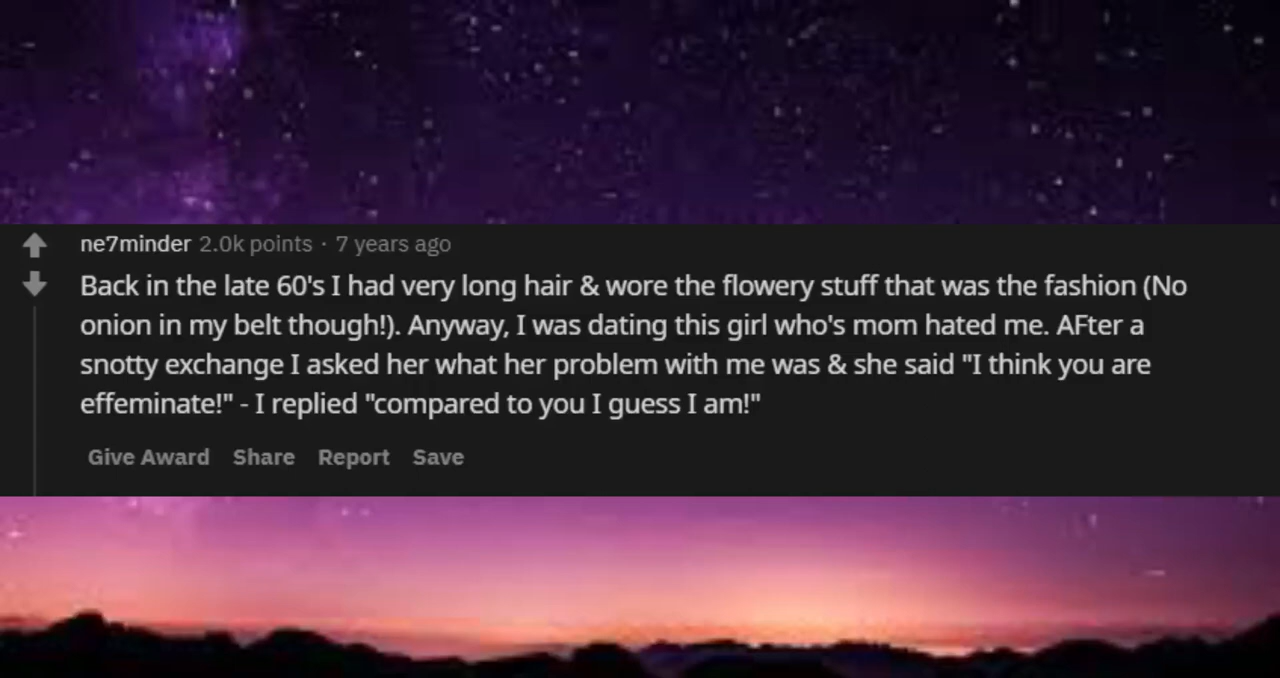 ne7minder 2.0k points · 7 years ago
Back in the late 60's I had very long hair & wore the flowery stuff that was the fashion (No
onion in my belt though!). Anyway, I was dating this girl who's mom hated me. AFter a
snotty exchange I asked her what her problem with me was & she said "I think you are
effeminate!" - I replied "compared to you I guess I am!"
Give Award Share Report Save